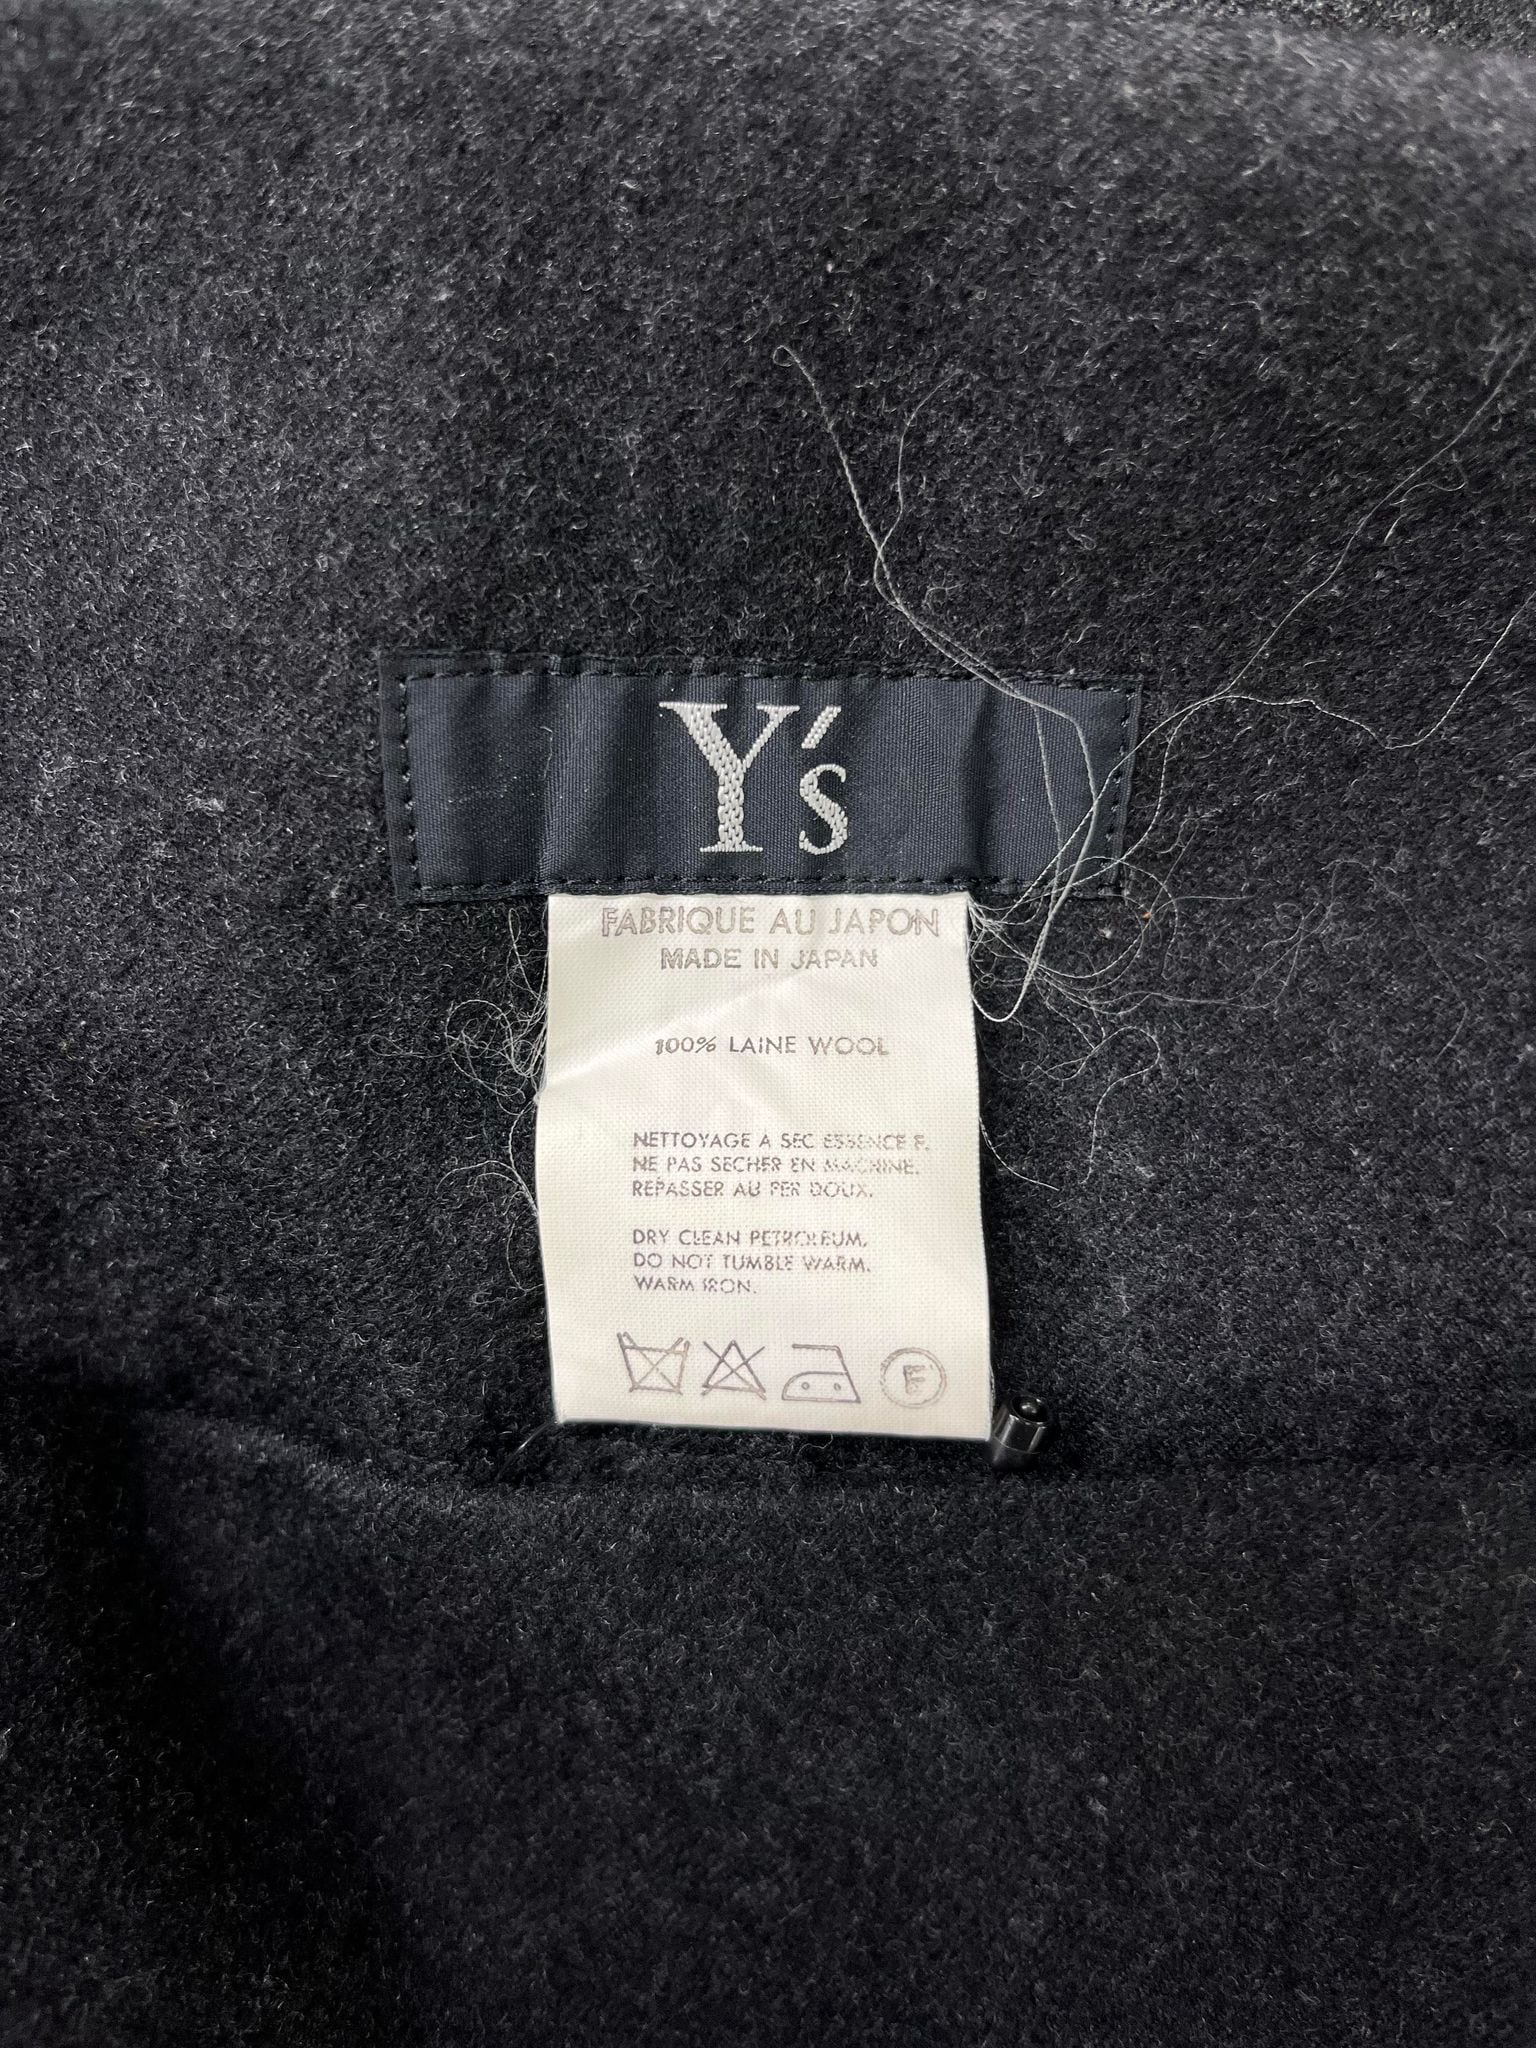 Y's
FABRIQUE AU JAPON
MADE IN JAPAN
100% LAINE WOOL
NETTOYAGE A SEC ESSENCE F.
NE PAS SECHER EN MACHINE.
REPASSER AU FER DOUX.
DRY CLEAN PETROLEUM.
DO NOT TUMBLE WARM.
WARM IRON.
F